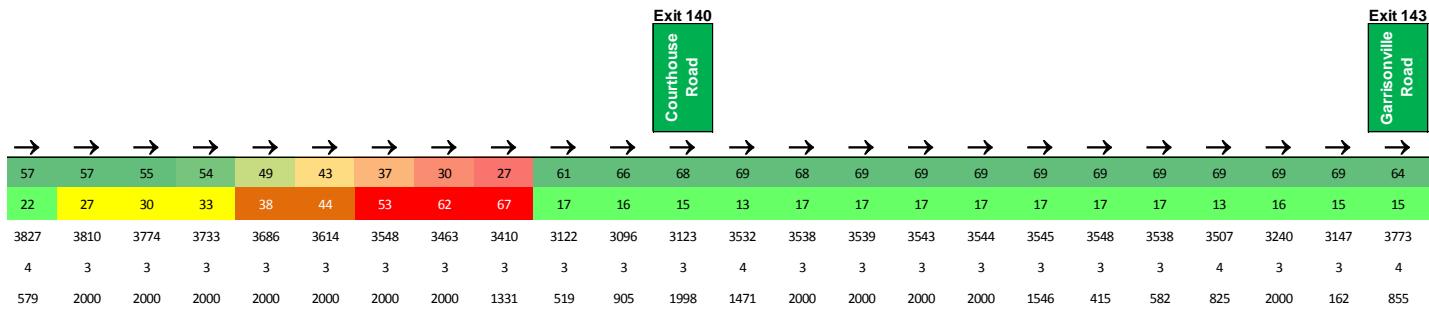 Exit 140 Exit 143
Courthouse Road
Garrisonville Road
→ → → → → → → → → → → → → → → → → → → → → → → →
57 57 55 54 49 43 37 30 27 61 66 68 69 68 69 69 69 69 69 69 69 69 69 64
22 27 30 33 38 44 53 62 67 17 16 15 13 17 17 17 17 17 17 17 13 16 15 15
3827 3810 3774 3733 3686 3614 3548 3463 3410 3122 3096 3123 3532 3538 3539 3543 3544 3545 3548 3538 3507 3240 3147 3773
4 3 3 3 3 3 3 3 3 3 3 3 4 3 3 3 3 3 3 3 4 3 3 4
579 2000 2000 2000 2000 2000 2000 2000 1331 519 905 1998 1471 2000 2000 2000 2000 1546 415 582 825 2000 162 855